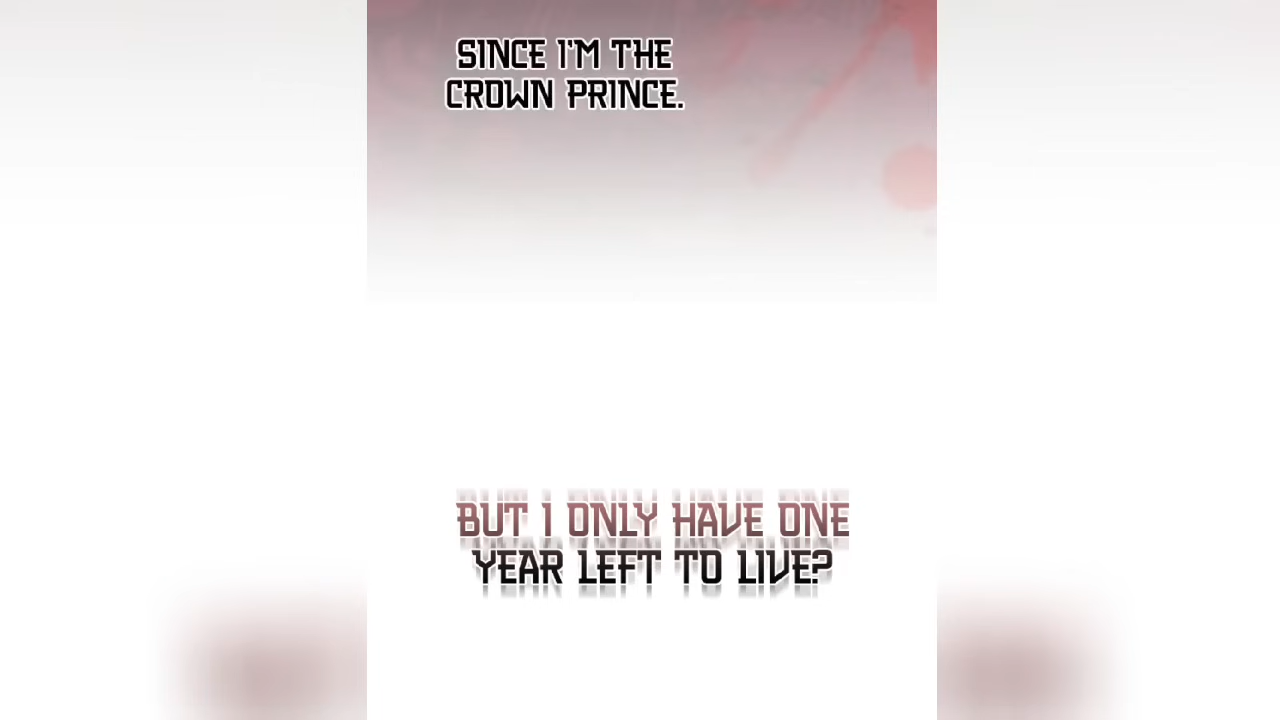 SINCE I'M THE
CROWN PRINCE.
BUT I ONLY HAVE ONE
YEAR LEFT TO LIVE?